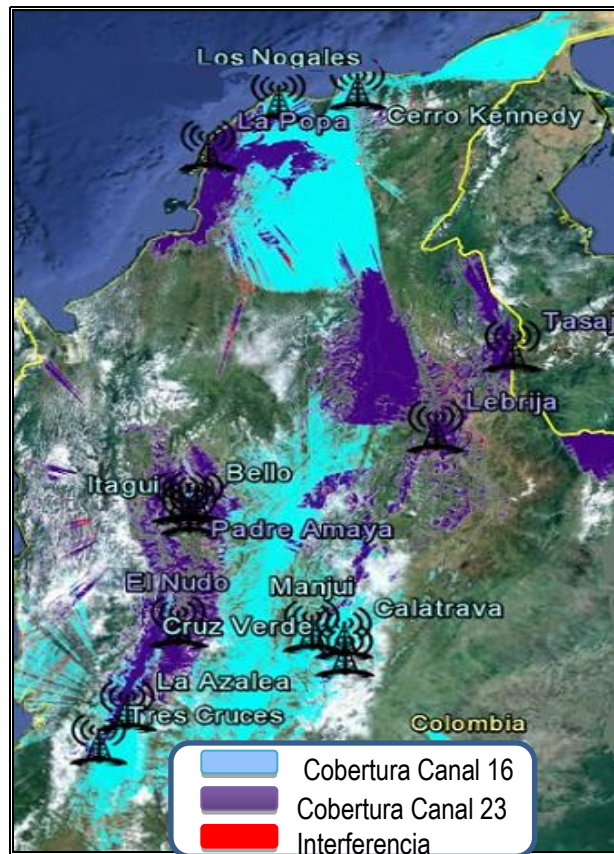 Los Nogales
La Popa
Cerro Kennedy
Tasaj
Lebrija
Bello
Itagui
Padre Amaya
El Nudo
Manjui
Cruz Verde
Calatrava
La Azalea
Tres Cruces
Colombia
Cobertura Canal 16
Cobertura Canal 23
Interferencia